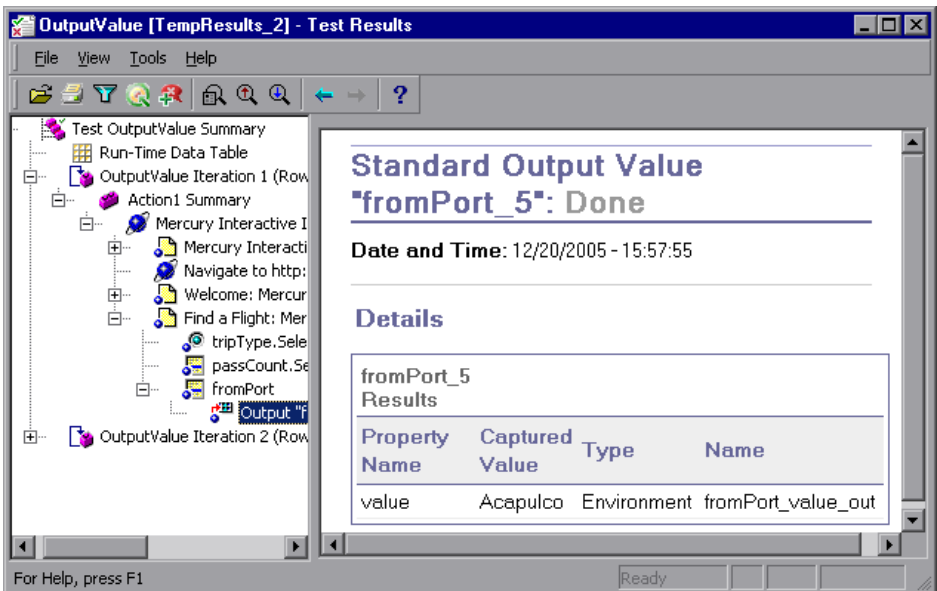 OutputValue [TempResults_2] - Test Results
File View Tools Help
?
Test OutputValue Summary
Run-Time Data Table
OutputValue Iteration 1 (Row
Action1 Summary
Mercury Interactive I
Mercury Interacti
Navigate to http:
Welcome: Mercur
Find a Flight: Mer
tripType.Sele
passCount.Se
fromPort
Output "f
OutputValue Iteration 2 (Row
Standard Output Value
"fromPort_5": Done
Date and Time: 12/20/2005 - 15:57:55
Details
fromPort_5
Results
Property Name Captured Value Type Name
value Acapulco Environment fromPort_value_out
For Help, press F1
Ready